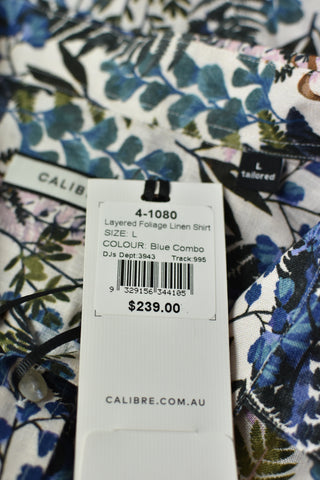 L
tailored
CALIBRE
4-1080
Layered Foliage Linen Shirt
SIZE: L
COLOUR: Blue Combo
DJs Dept:3943 Track:995
9 329156 344105
$239.00
CALIBRE.COM.AU